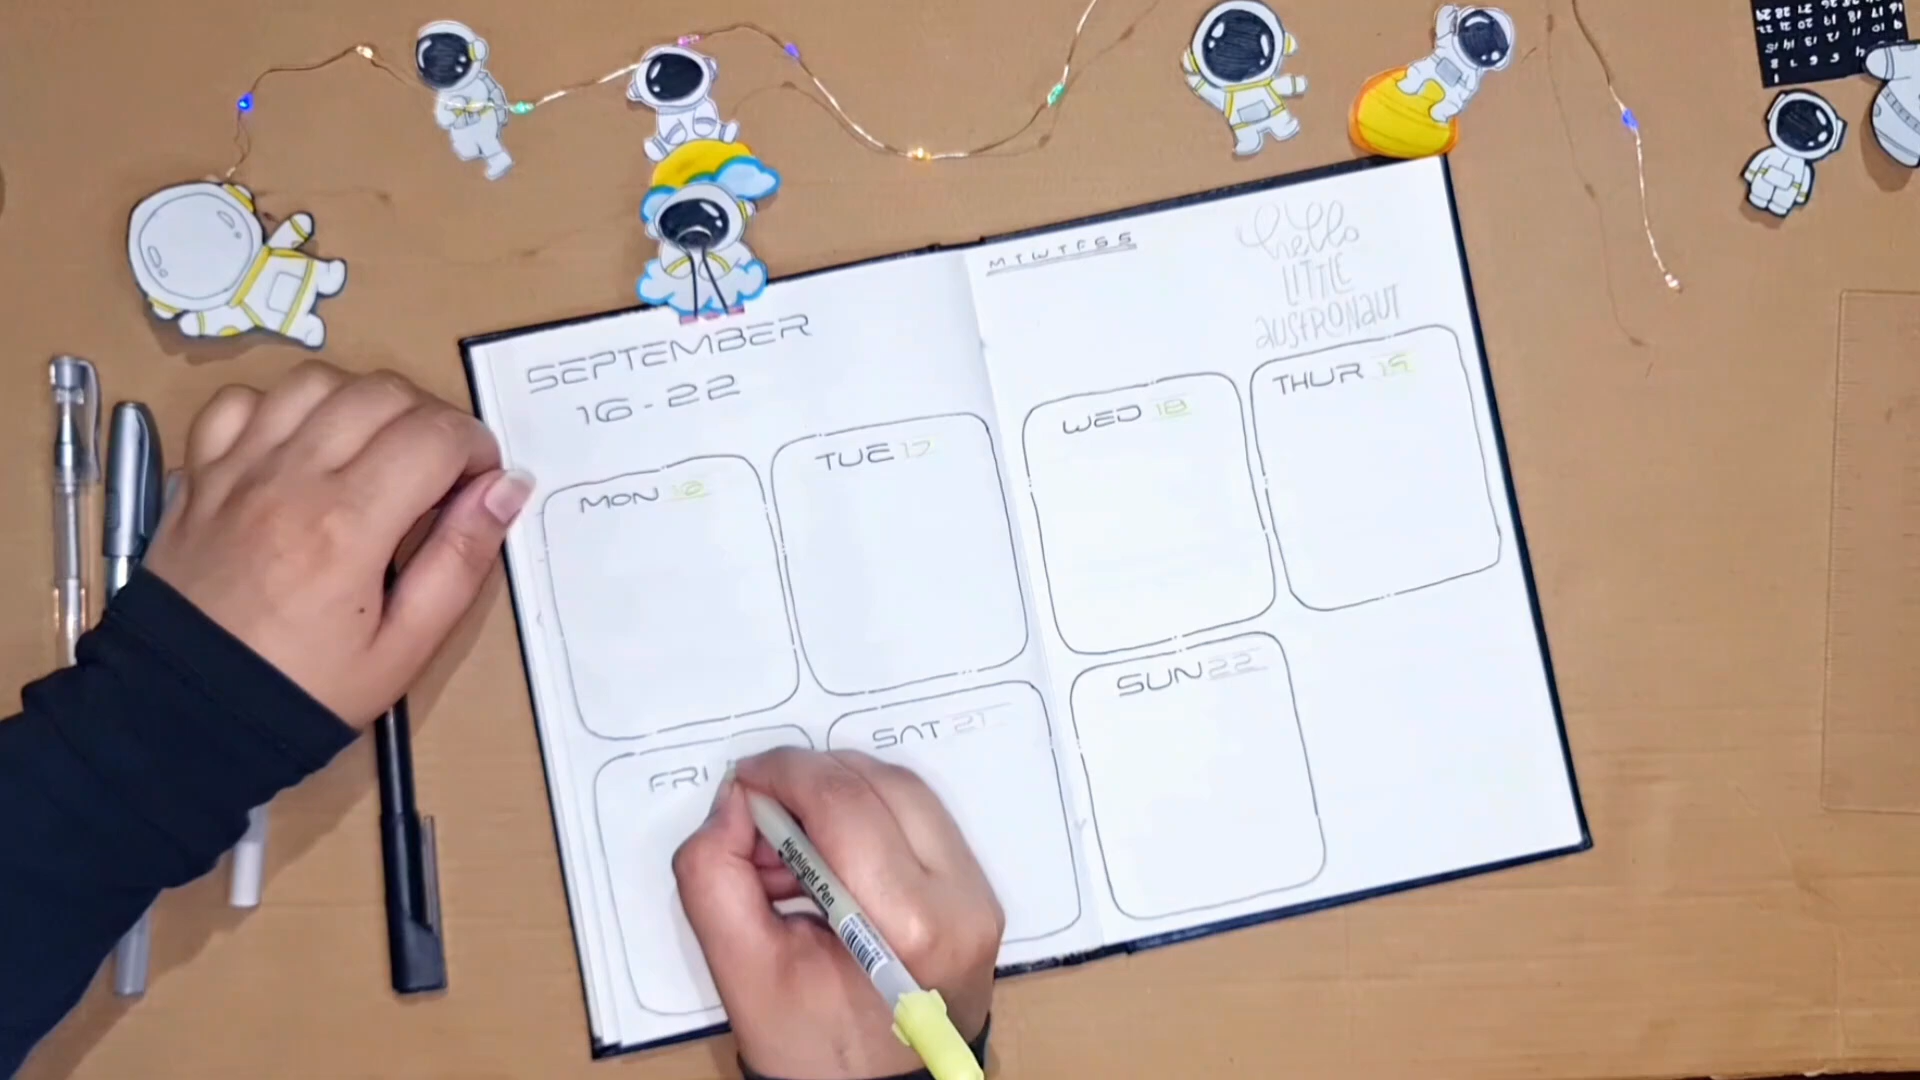 SEPTEMBER
16-22
MON 16
TUE 17
FRI
SAT 21
M T W T F S S
hello
LITTLE
AUSTRONAUT
WED 18
THUR 19
SUN 22
Highlight Pen